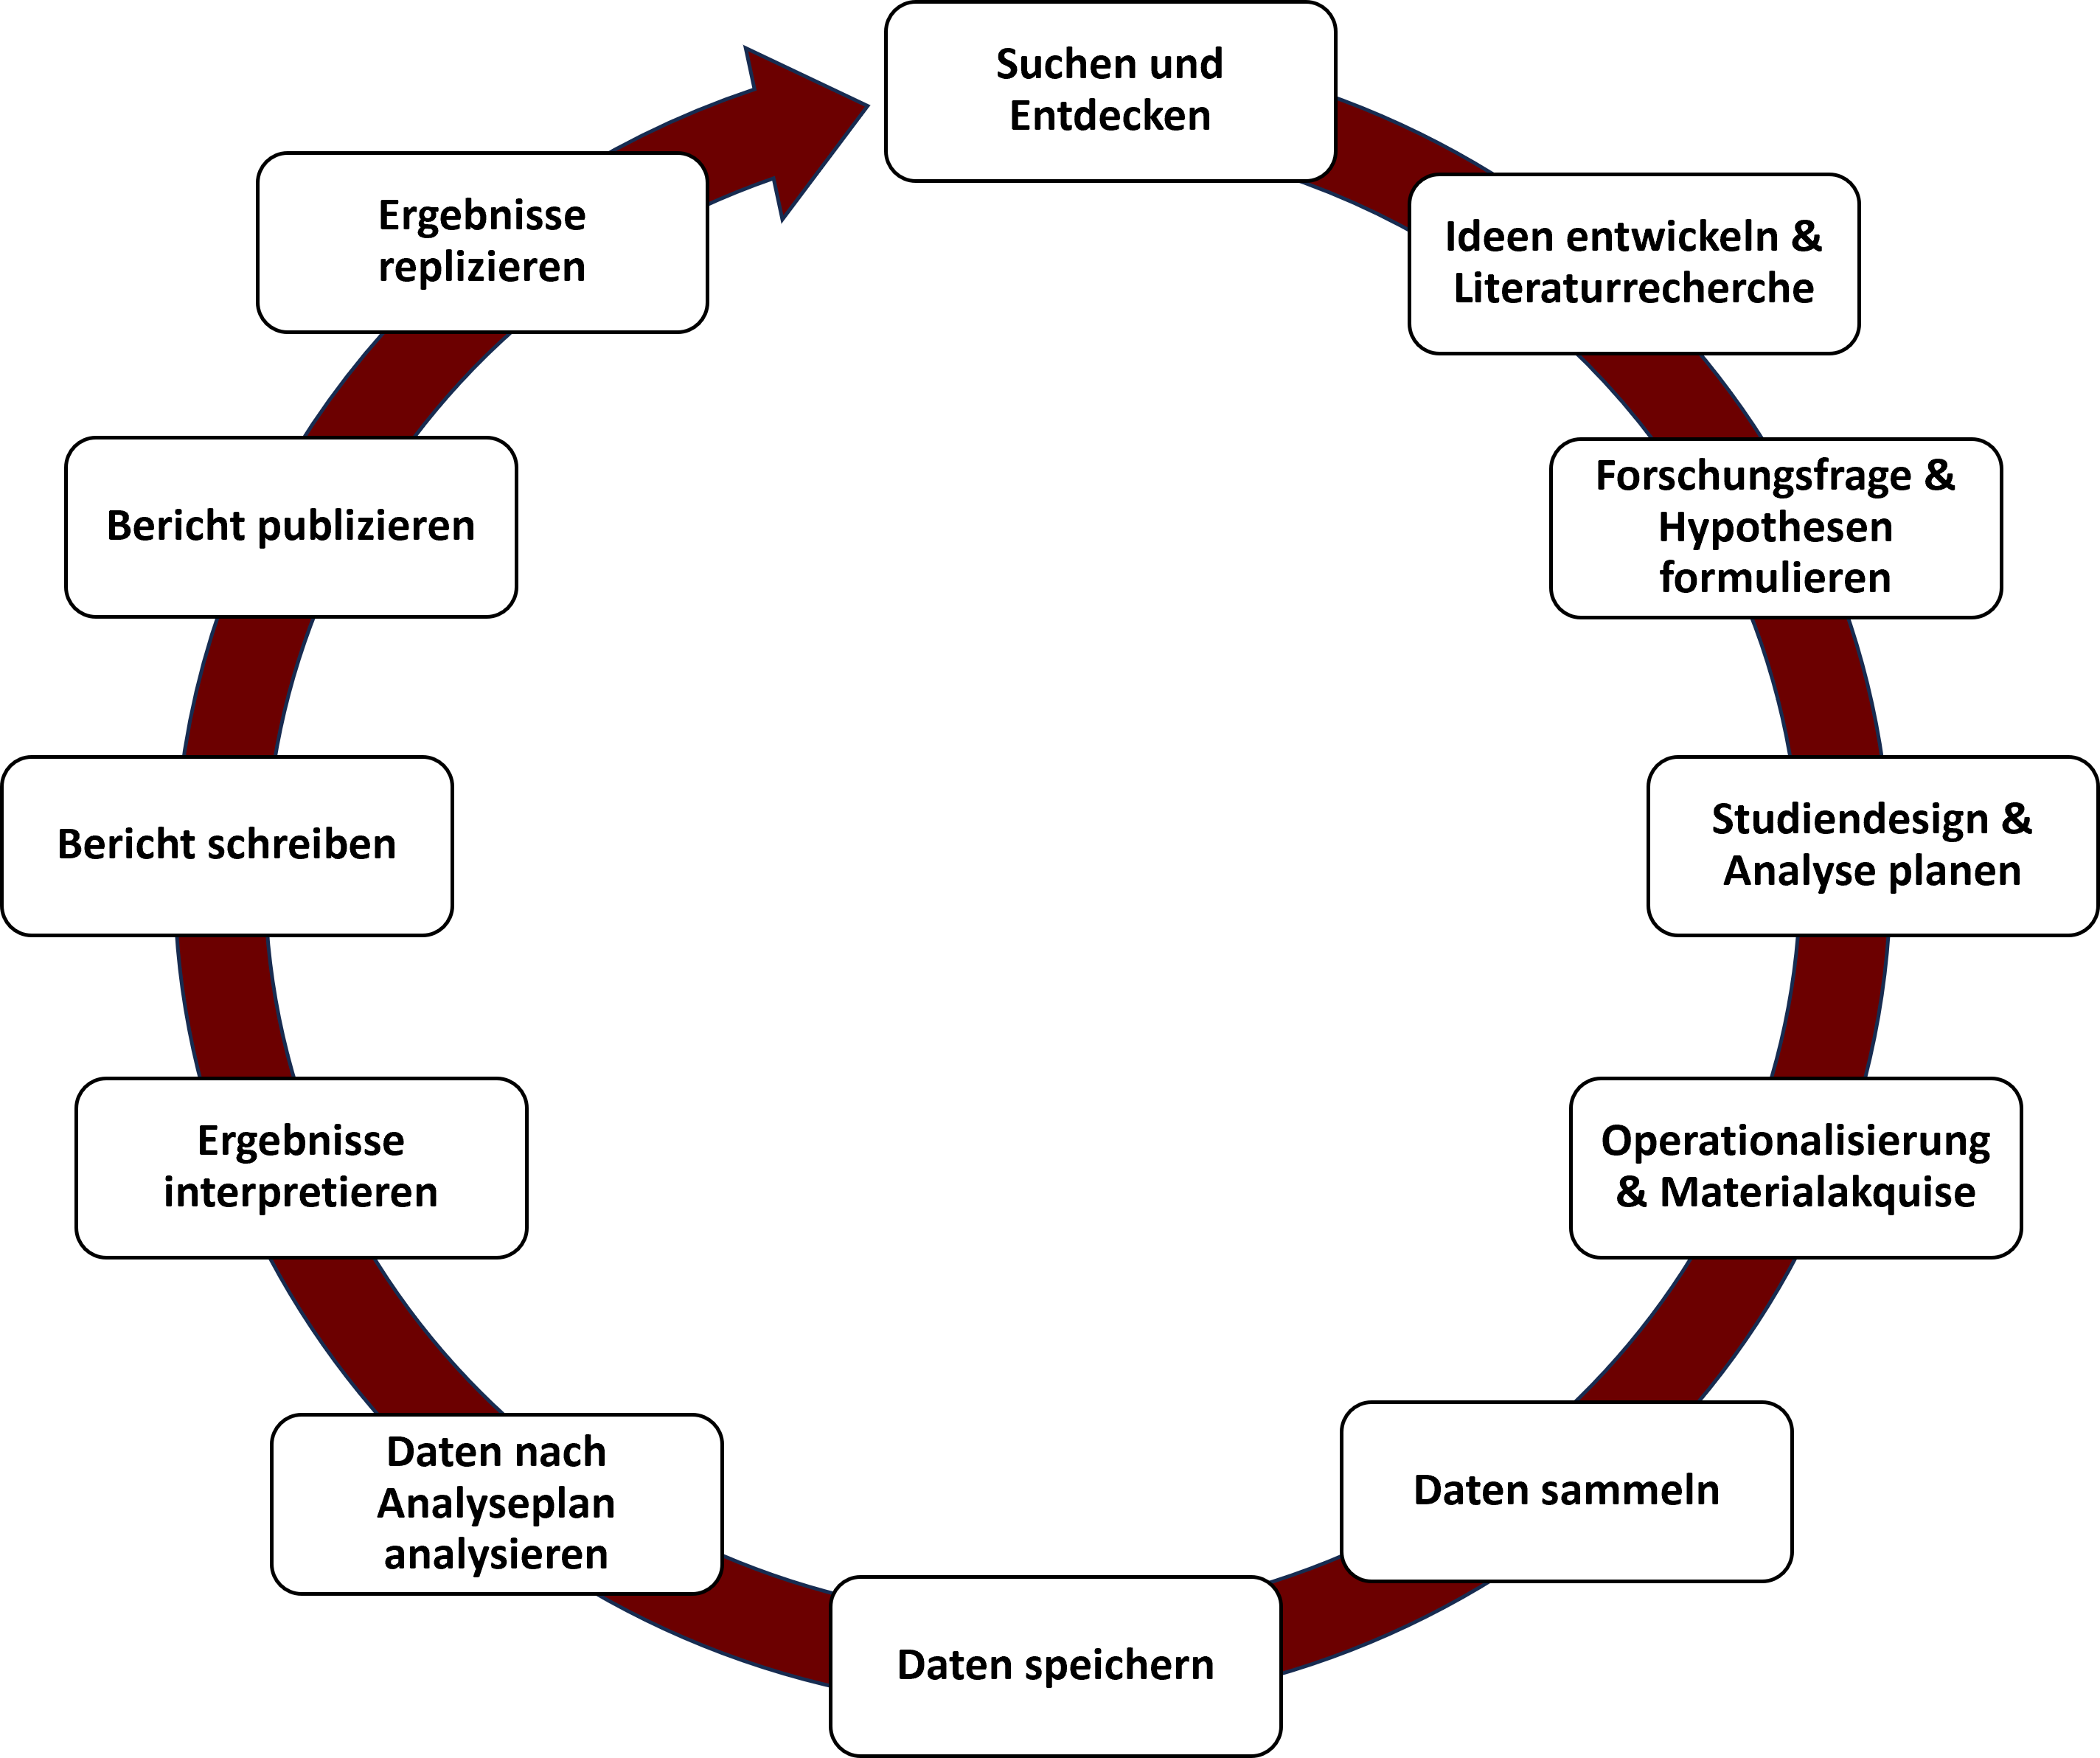 Suchen und
Entdecken
Ideen entwickeln &
Literaturrecherche
Forschungsfrage &
Hypothesen
formulieren
Studiendesign &
Analyse planen
Operationalisierung
& Materialakquise
Daten sammeln
Daten speichern
Daten nach
Analyseplan
analysieren
Ergebnisse
interpretieren
Bericht schreiben
Bericht publizieren
Ergebnisse
replizieren